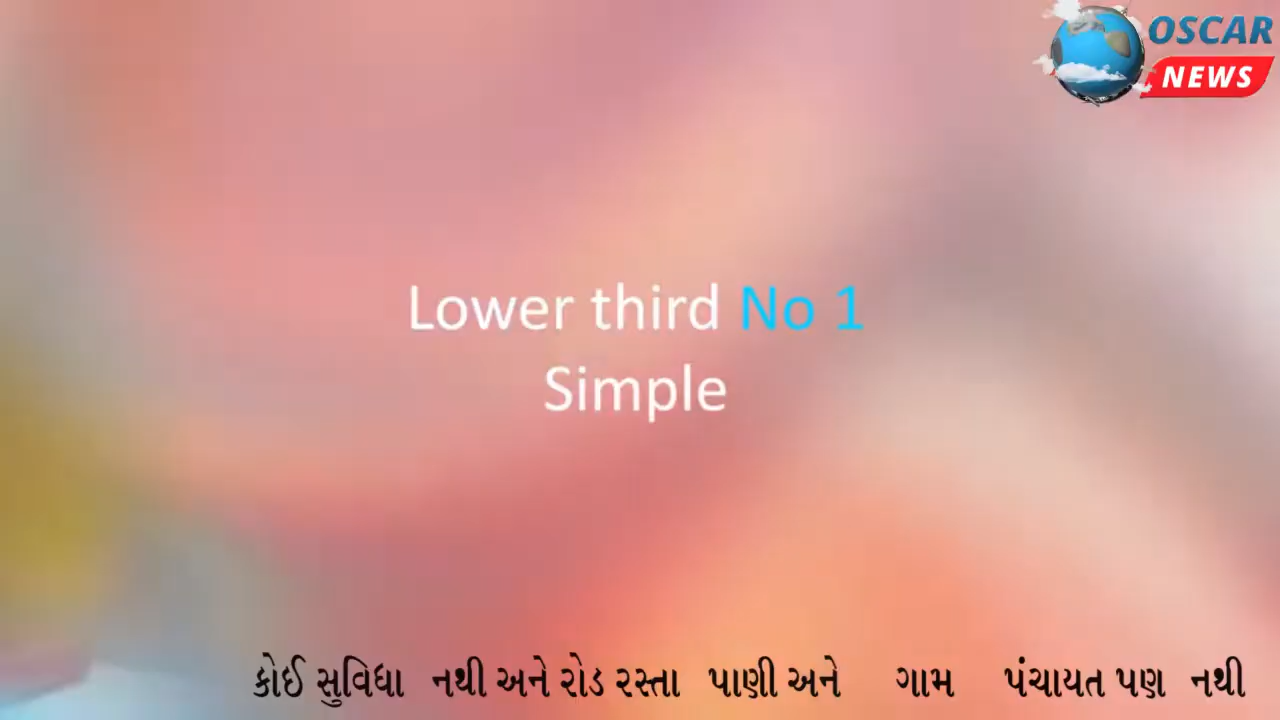 OSCAR
NEWS
Lower third No 1
Simple
કોઈ સુવિધા નથી અને રોડ રસ્તા પાણી અને ગામ પંચાયત પણ નથી